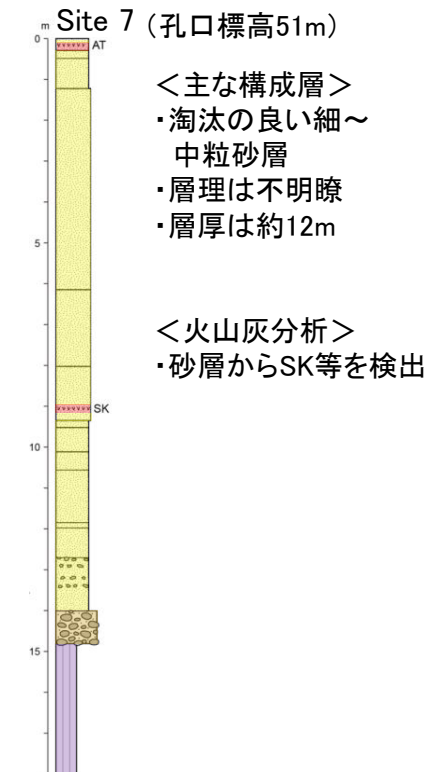 Site 7 (孔口標高51m)
m
0
AT
<主な構成層>
・淘汰の良い細～
中粒砂層
・層理は不明瞭
・層厚は約12m
5
<火山灰分析>
・砂層からSK等を検出
SK
10
15